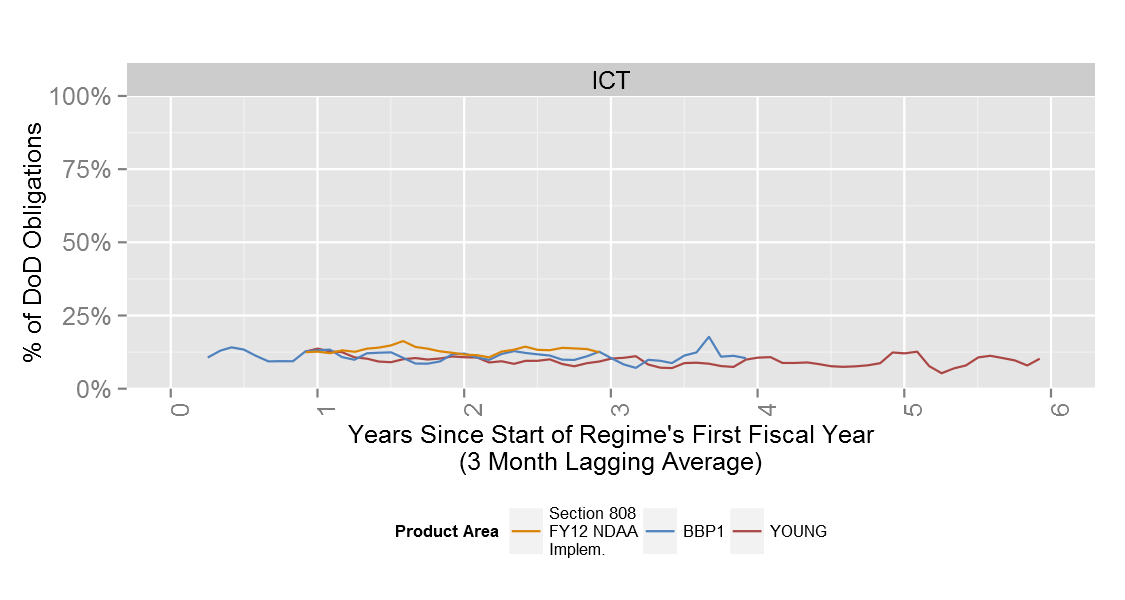 ICT
100%
75%
50%
25%
0%
% of DoD Obligations
0 1 2 3 4 5 6
Years Since Start of Regime's First Fiscal Year
(3 Month Lagging Average)
Product Area
Section 808
FY12 NDAA
Implem.
BBP1
YOUNG